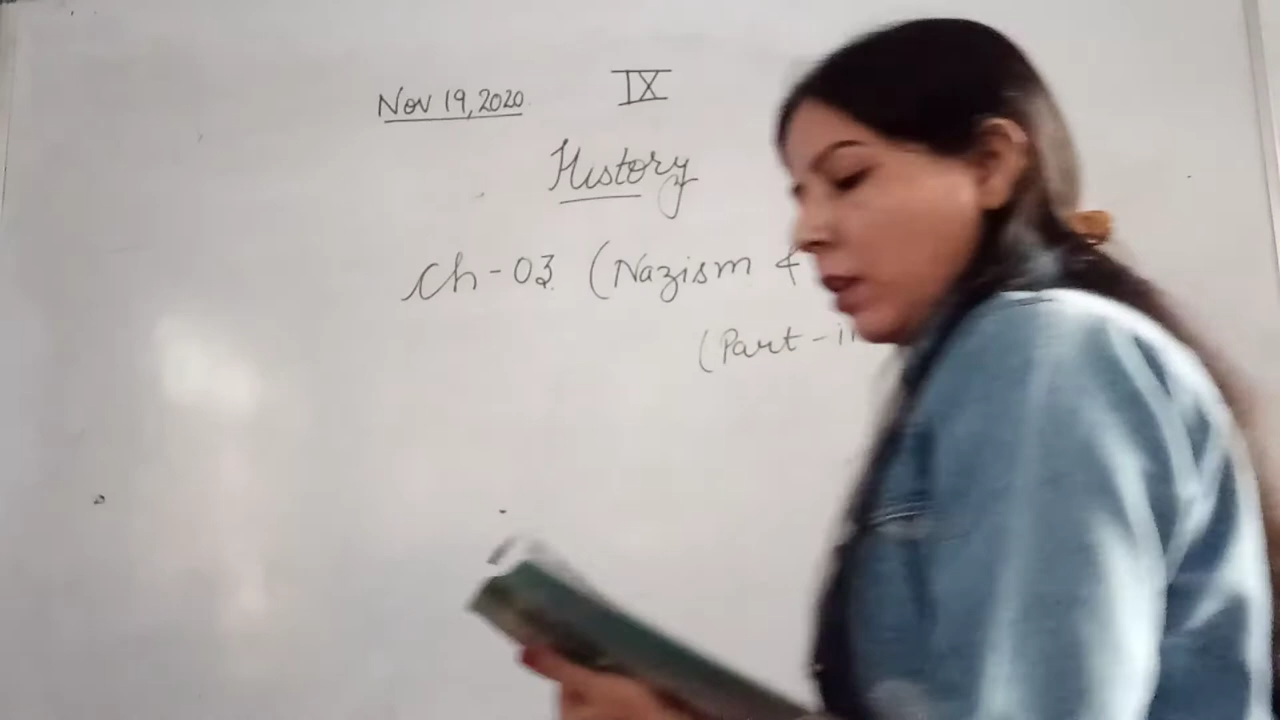 Nov 19, 2020 IX
History
Ch-03 (Nazism &
(Part-i